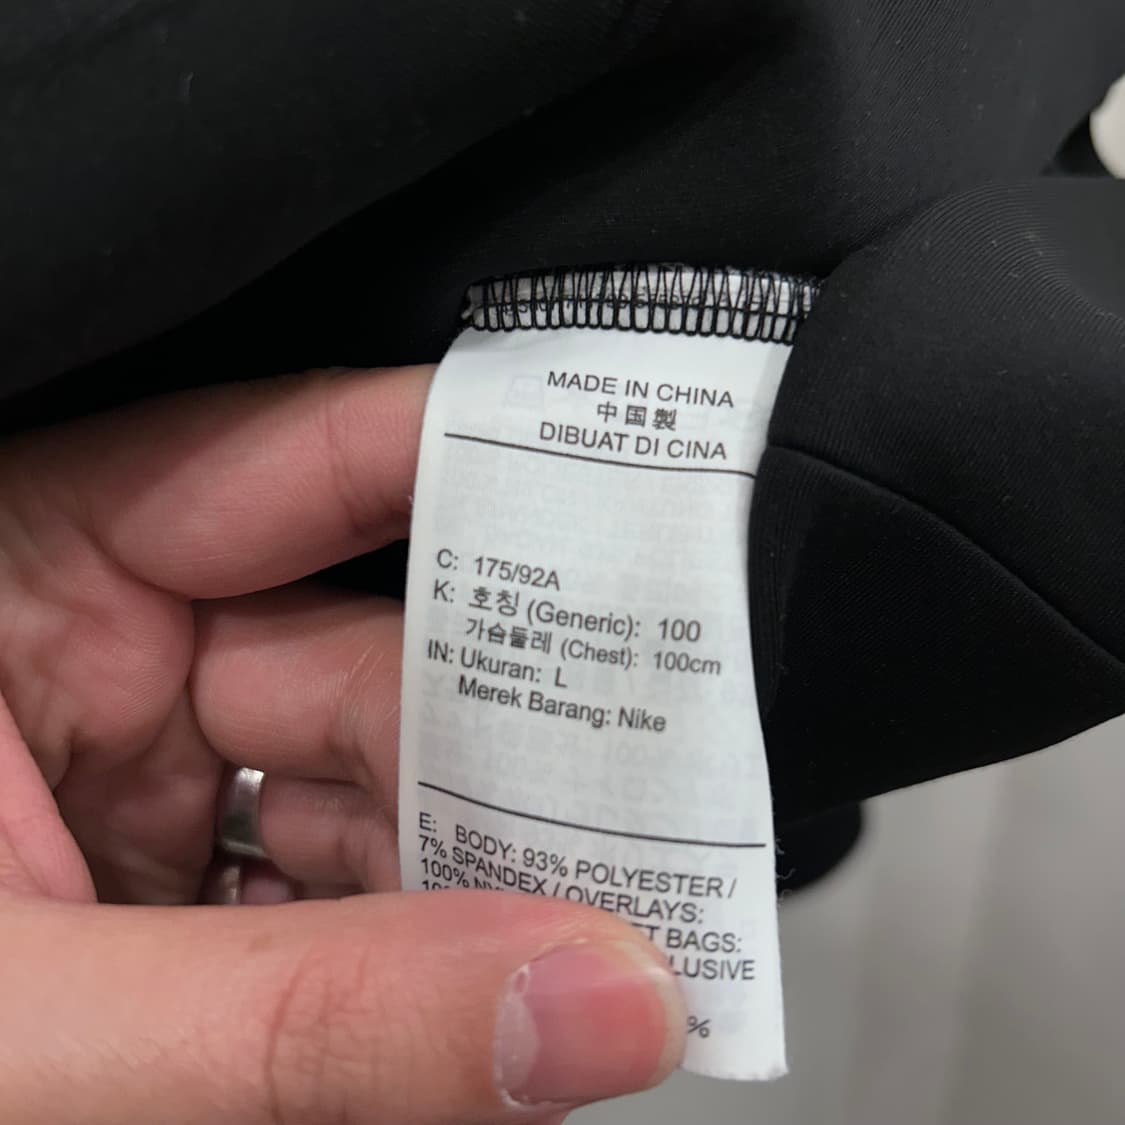 MADE IN CHINA
中国製
DIBUAT DI CINA
C: 175/92A
K: 호칭 (Generic): 100
가슴둘레 (Chest): 100cm
IN: Ukuran: L
Merek Barang: Nike
E: BODY: 93% POLYESTER /
7% SPANDEX / OVERLAYS:
100%
BAGS:
%